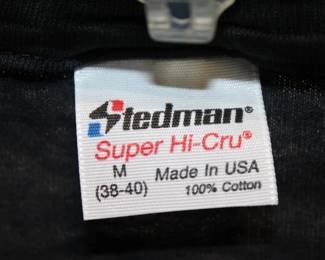 Stedman®
Super Hi-Cru®
M Made In USA
(38-40) 100% Cotton